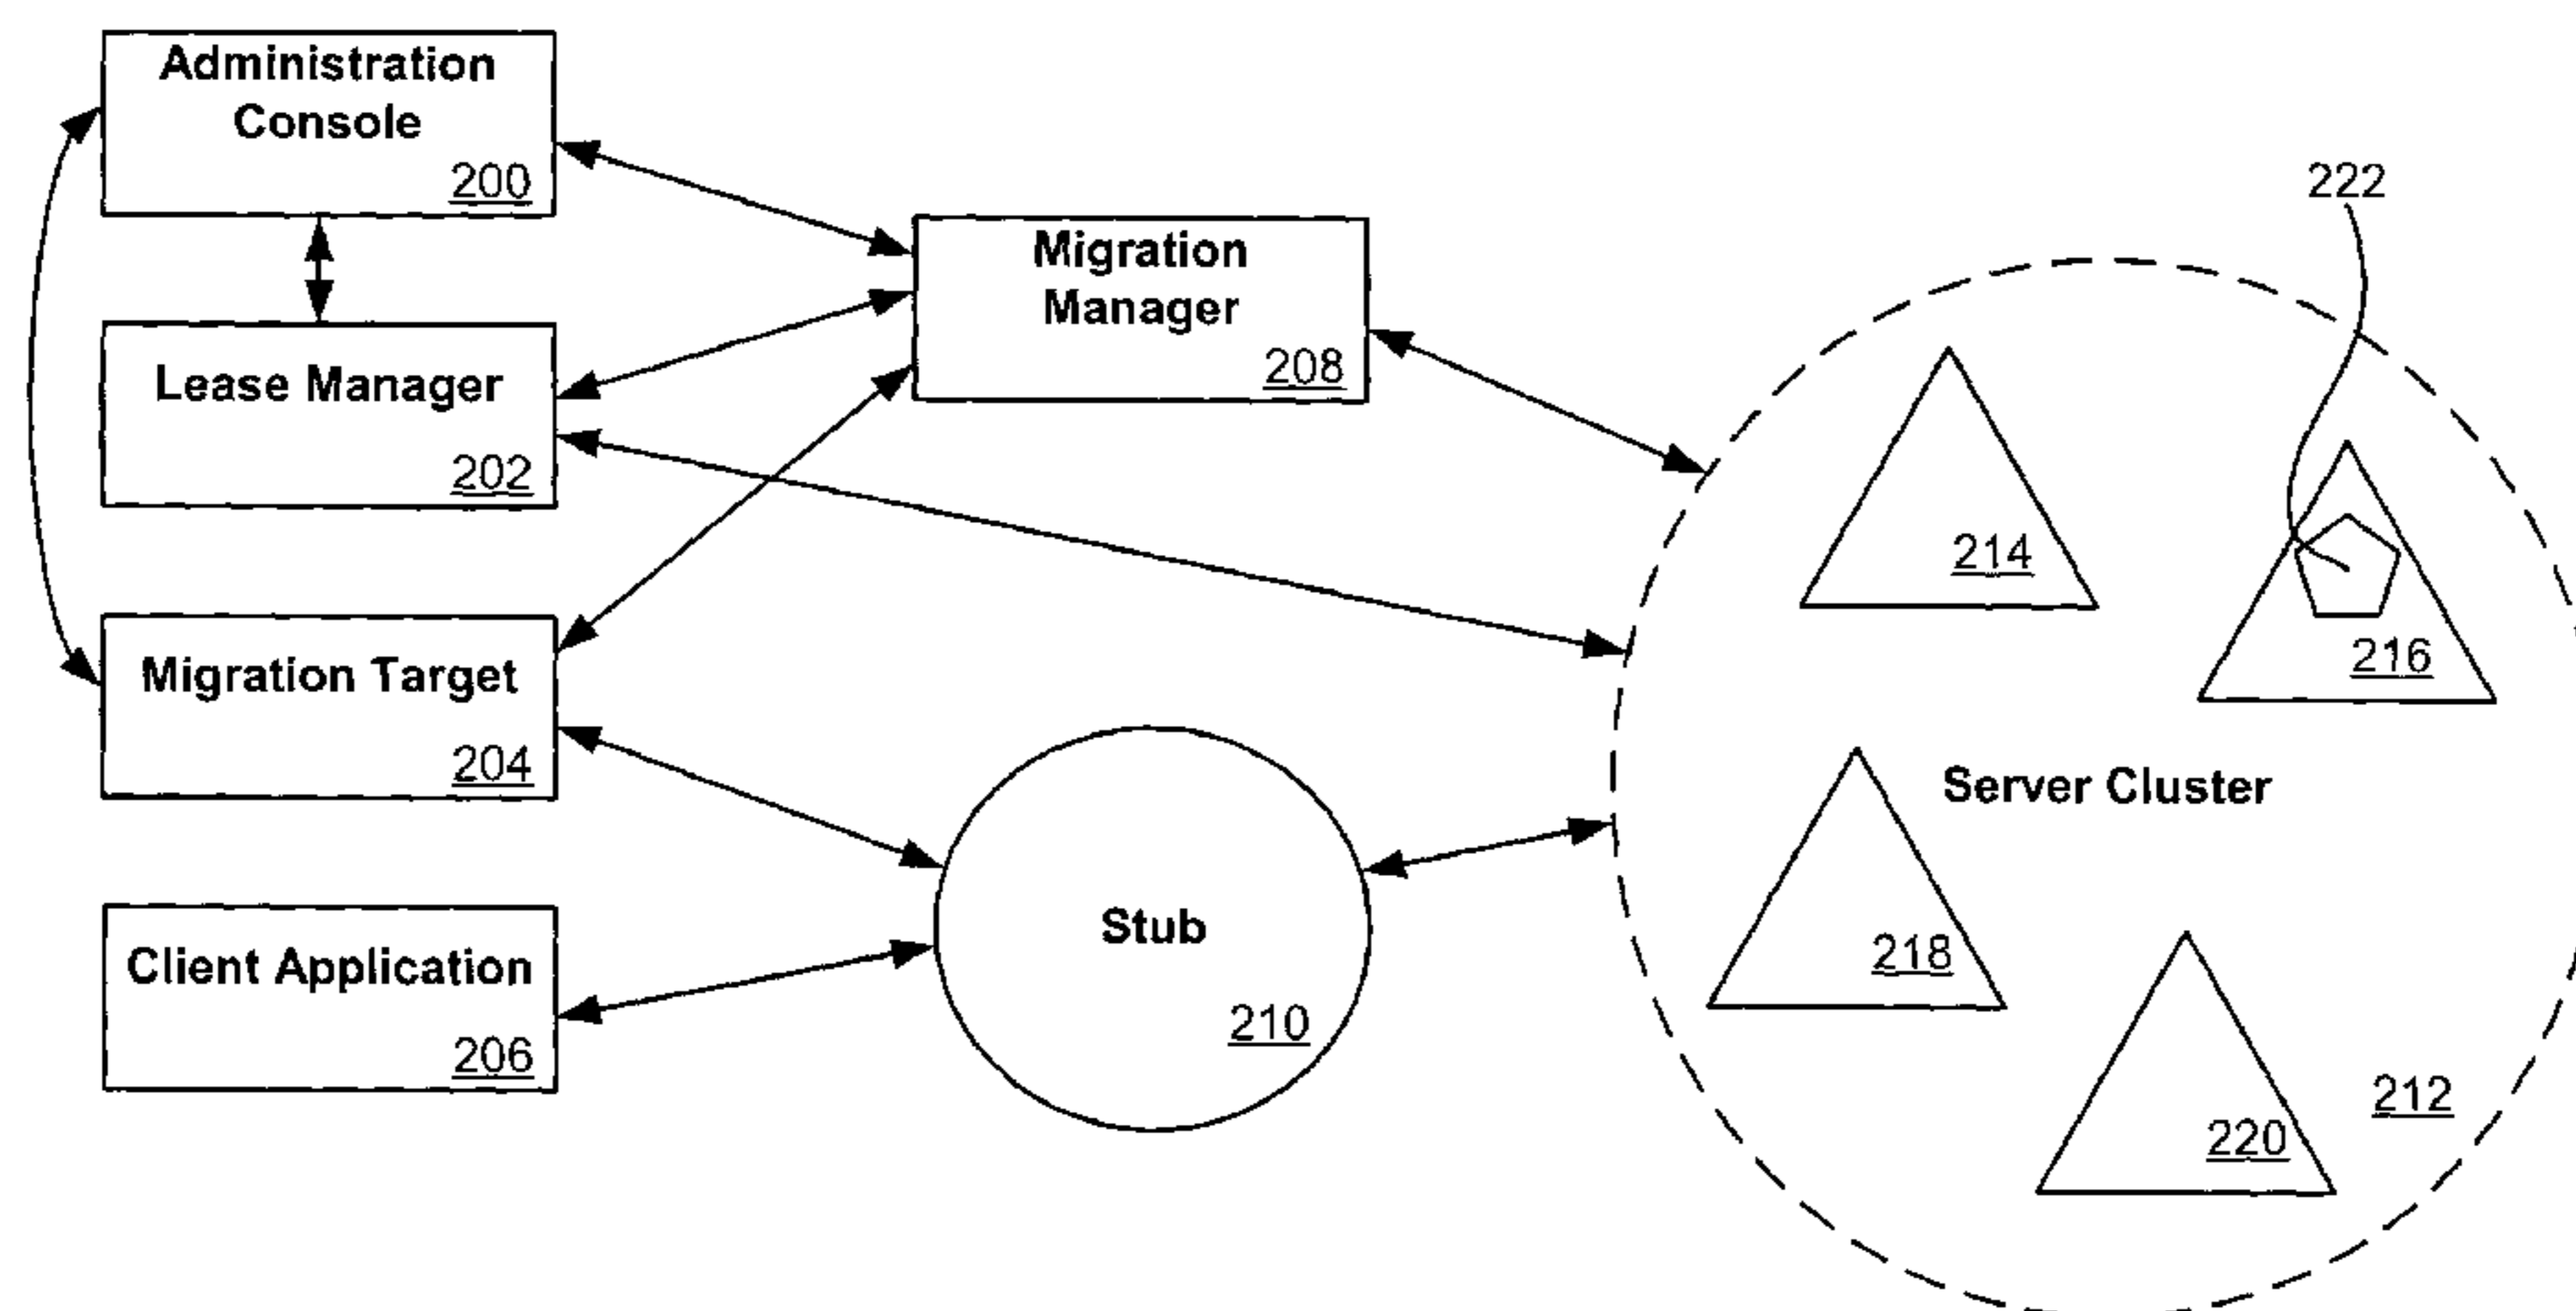 Administration
Console
200
Lease Manager
202
Migration Target
204
Client Application
206
Migration
Manager
208
Stub
210
222
214
216
Server Cluster
218
220
212